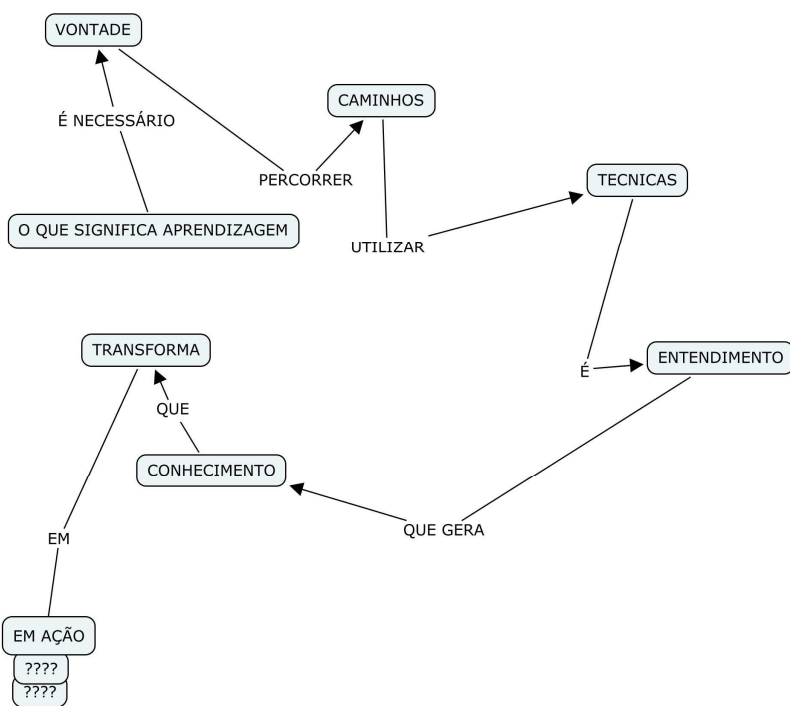 VONTADE
CAMINHOS
É NECESSÁRIO
PERCORRER
TECNICAS
O QUE SIGNIFICA APRENDIZAGEM
UTILIZAR
TRANSFORMA
ENTENDIMENTO
É
QUE
CONHECIMENTO
QUE GERA
EM
EM AÇÃO
????
????